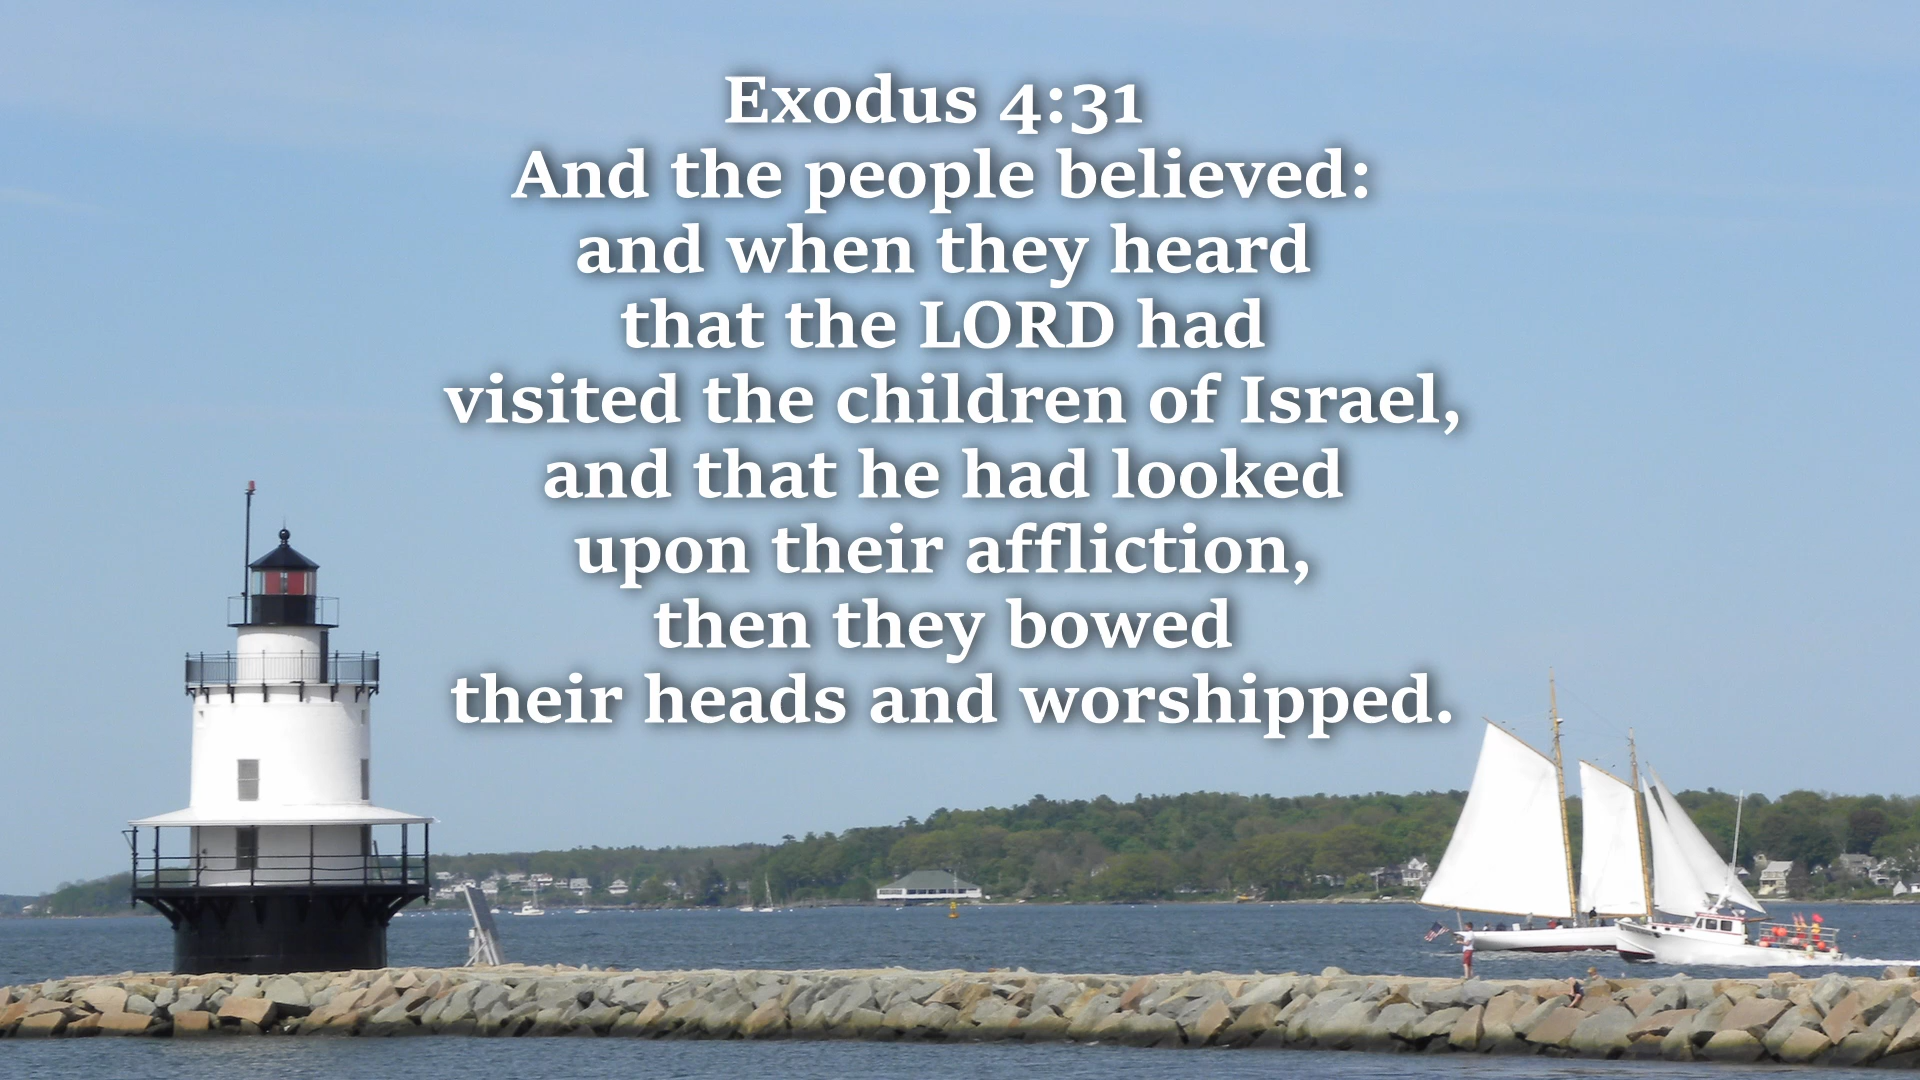 Exodus 4:31
And the people believed:
and when they heard
that the LORD had
visited the children of Israel,
and that he had looked
upon their affliction,
then they bowed
their heads and worshipped.